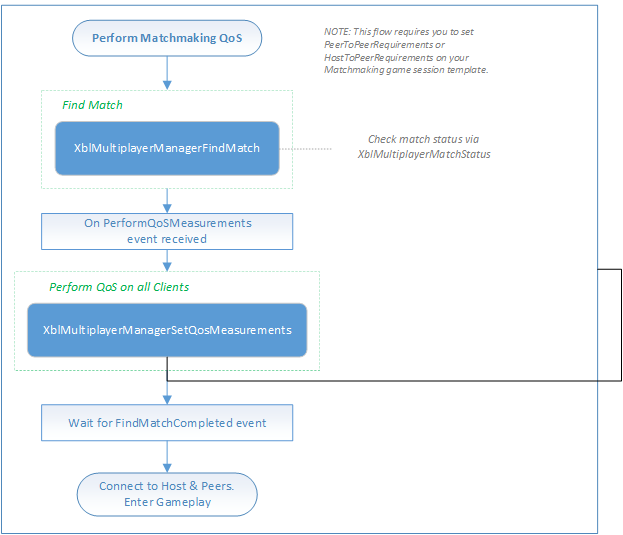 Perform Matchmaking QoS
NOTE: This flow requires you to set
PeerToPeerRequirements or
HostToPeerRequirements on your
Matchmaking game session template.
Find Match
XblMultiplayerManagerFindMatch
Check match status via
XblMultiplayerMatchStatus
On PerformQoSMeasurements
event received
Perform QoS on all Clients
XblMultiplayerManagerSetQosMeasurements
Wait for FindMatchCompleted event
Connect to Host & Peers.
Enter Gameplay